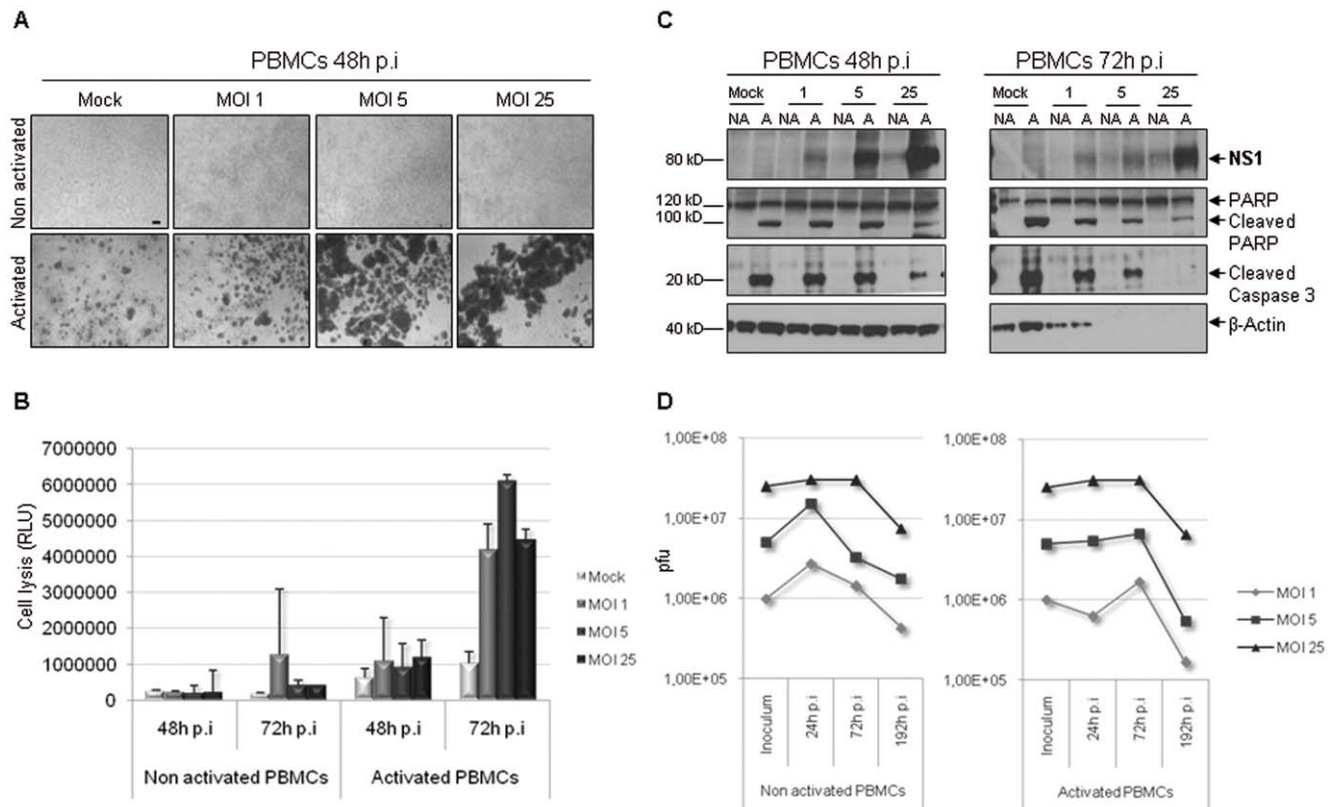 A
PBMCs 48h p.i
Mock MOI 1 MOI 5 MOI 25
Non activated
Activated
B
7000000
6000000
5000000
4000000
3000000
2000000
1000000
0
Cell lysis (RLU)
48h p.i 72h p.i 48h p.i 72h p.i
Non activated PBMCs Activated PBMCs
Mock
MOI 1
MOI 5
MOI 25
C
PBMCs 48h p.i PBMCs 72h p.i
Mock 1 5 25 Mock 1 5 25
NA A NA A NA A NA A NA A NA A NA A NA A
80 kD NS1
120 kD PARP
100 kD Cleaved
PARP
20 kD Cleaved
Caspase 3
40 kD β-Actin
D
1,00E+08 1,00E+08
1,00E+07 1,00E+07
1,00E+06 1,00E+06
1,00E+05 1,00E+05
pfu
Inoculum 24h p.i 72h p.i 192h p.i Inoculum 24h p.i 72h p.i 192h p.i
Non activated PBMCs Activated PBMCs
MOI 1
MOI 5
MOI 25